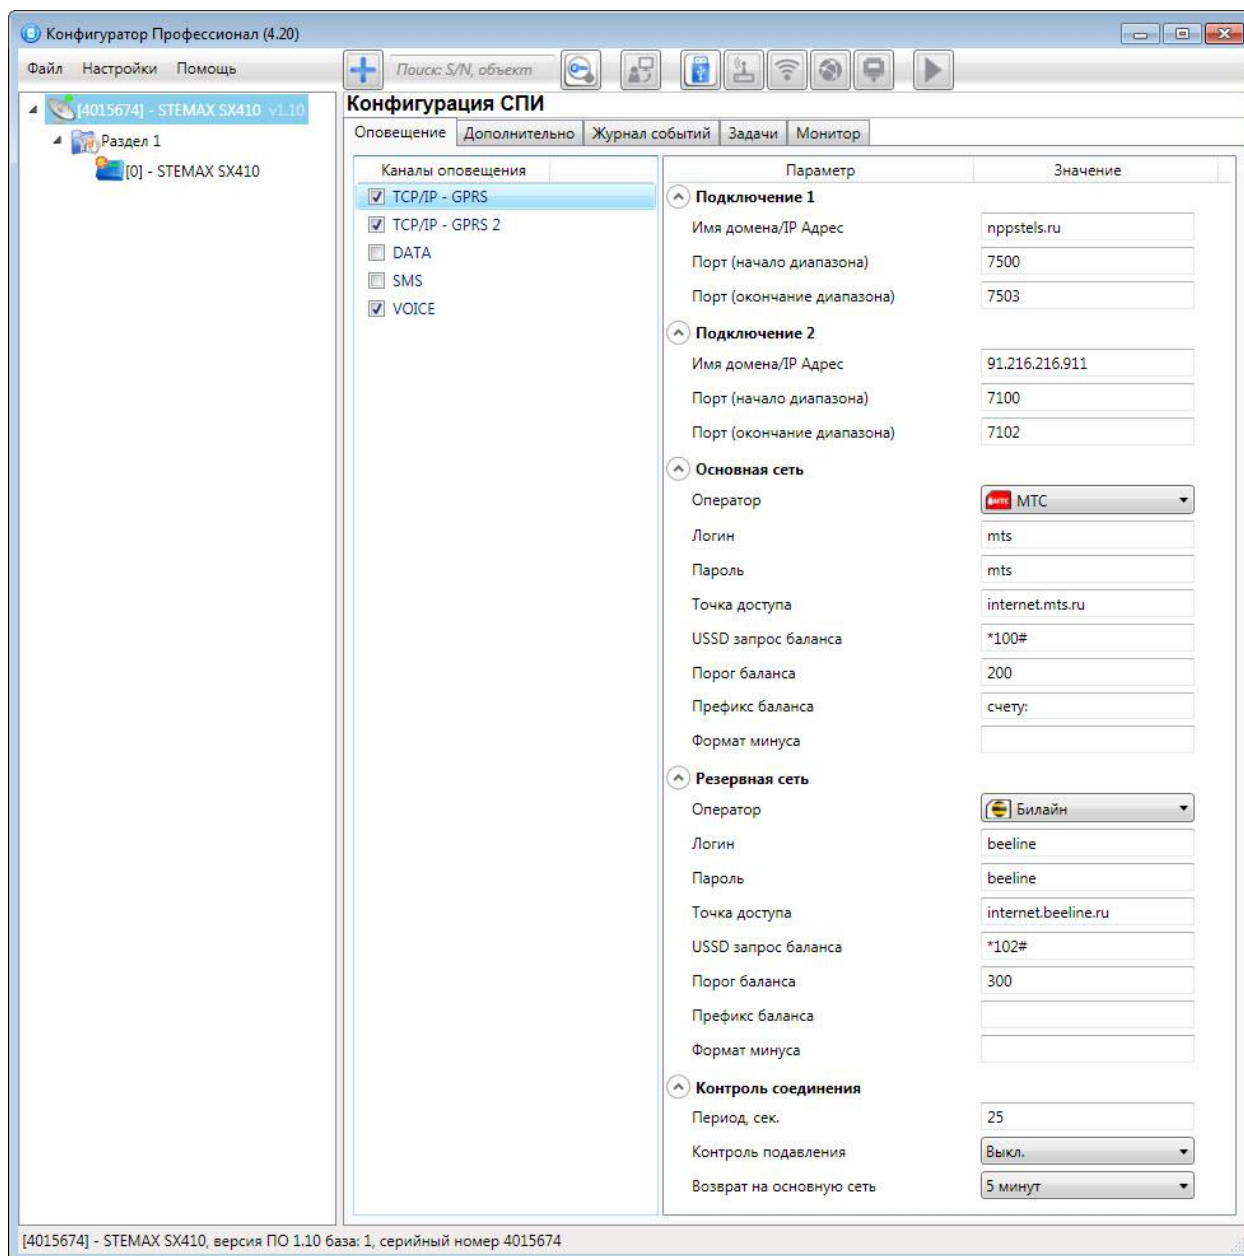 Конфигуратор Профессионал (4.20)
Файл Настройки Помощь
Поиск: S/N, объект
[4015674] - STEMAX SX410 v1.10
Раздел 1
[0] - STEMAX SX410
Конфигурация СПИ
Оповещение Дополнительно Журнал событий Задачи Монитор
Каналы оповещения
TCP/IP - GPRS
TCP/IP - GPRS 2
DATA
SMS
VOICE
Параметр Значение
Подключение 1
Имя домена/IP Адрес nppstels.ru
Порт (начало диапазона) 7500
Порт (окончание диапазона) 7503
Подключение 2
Имя домена/IP Адрес 91.216.216.911
Порт (начало диапазона) 7100
Порт (окончание диапазона) 7102
Основная сеть
Оператор МТС
Логин mts
Пароль mts
Точка доступа internet.mts.ru
USSD запрос баланса *100#
Порог баланса 200
Префикс баланса счету:
Формат минуса
Резервная сеть
Оператор Билайн
Логин beeline
Пароль beeline
Точка доступа internet.beeline.ru
USSD запрос баланса *102#
Порог баланса 300
Префикс баланса
Формат минуса
Контроль соединения
Период, сек. 25
Контроль подавления Выкл.
Возврат на основную сеть 5 минут
[4015674] - STEMAX SX410, версия ПО 1.10 база: 1, серийный номер 4015674